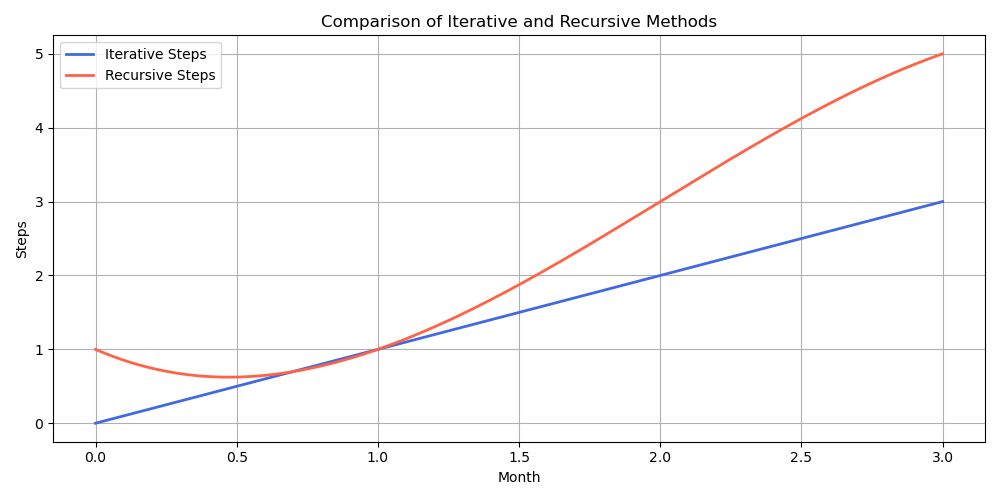 Comparison of Iterative and Recursive Methods
Iterative Steps
Recursive Steps
Steps
5
4
3
2
1
0
0.0 0.5 1.0 1.5 2.0 2.5 3.0
Month